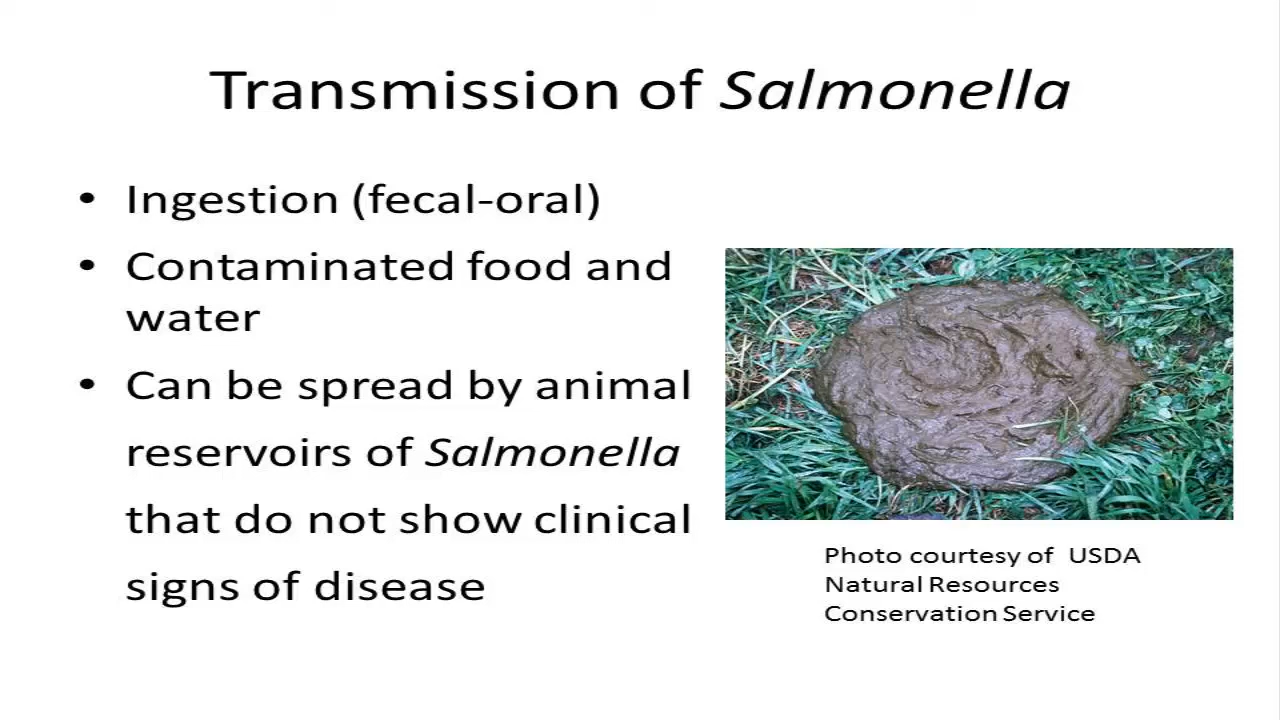 Transmission of Salmonella
• Ingestion (fecal-oral)
• Contaminated food and
water
• Can be spread by animal
reservoirs of Salmonella
that do not show clinical
signs of disease
Photo courtesy of USDA
Natural Resources
Conservation Service